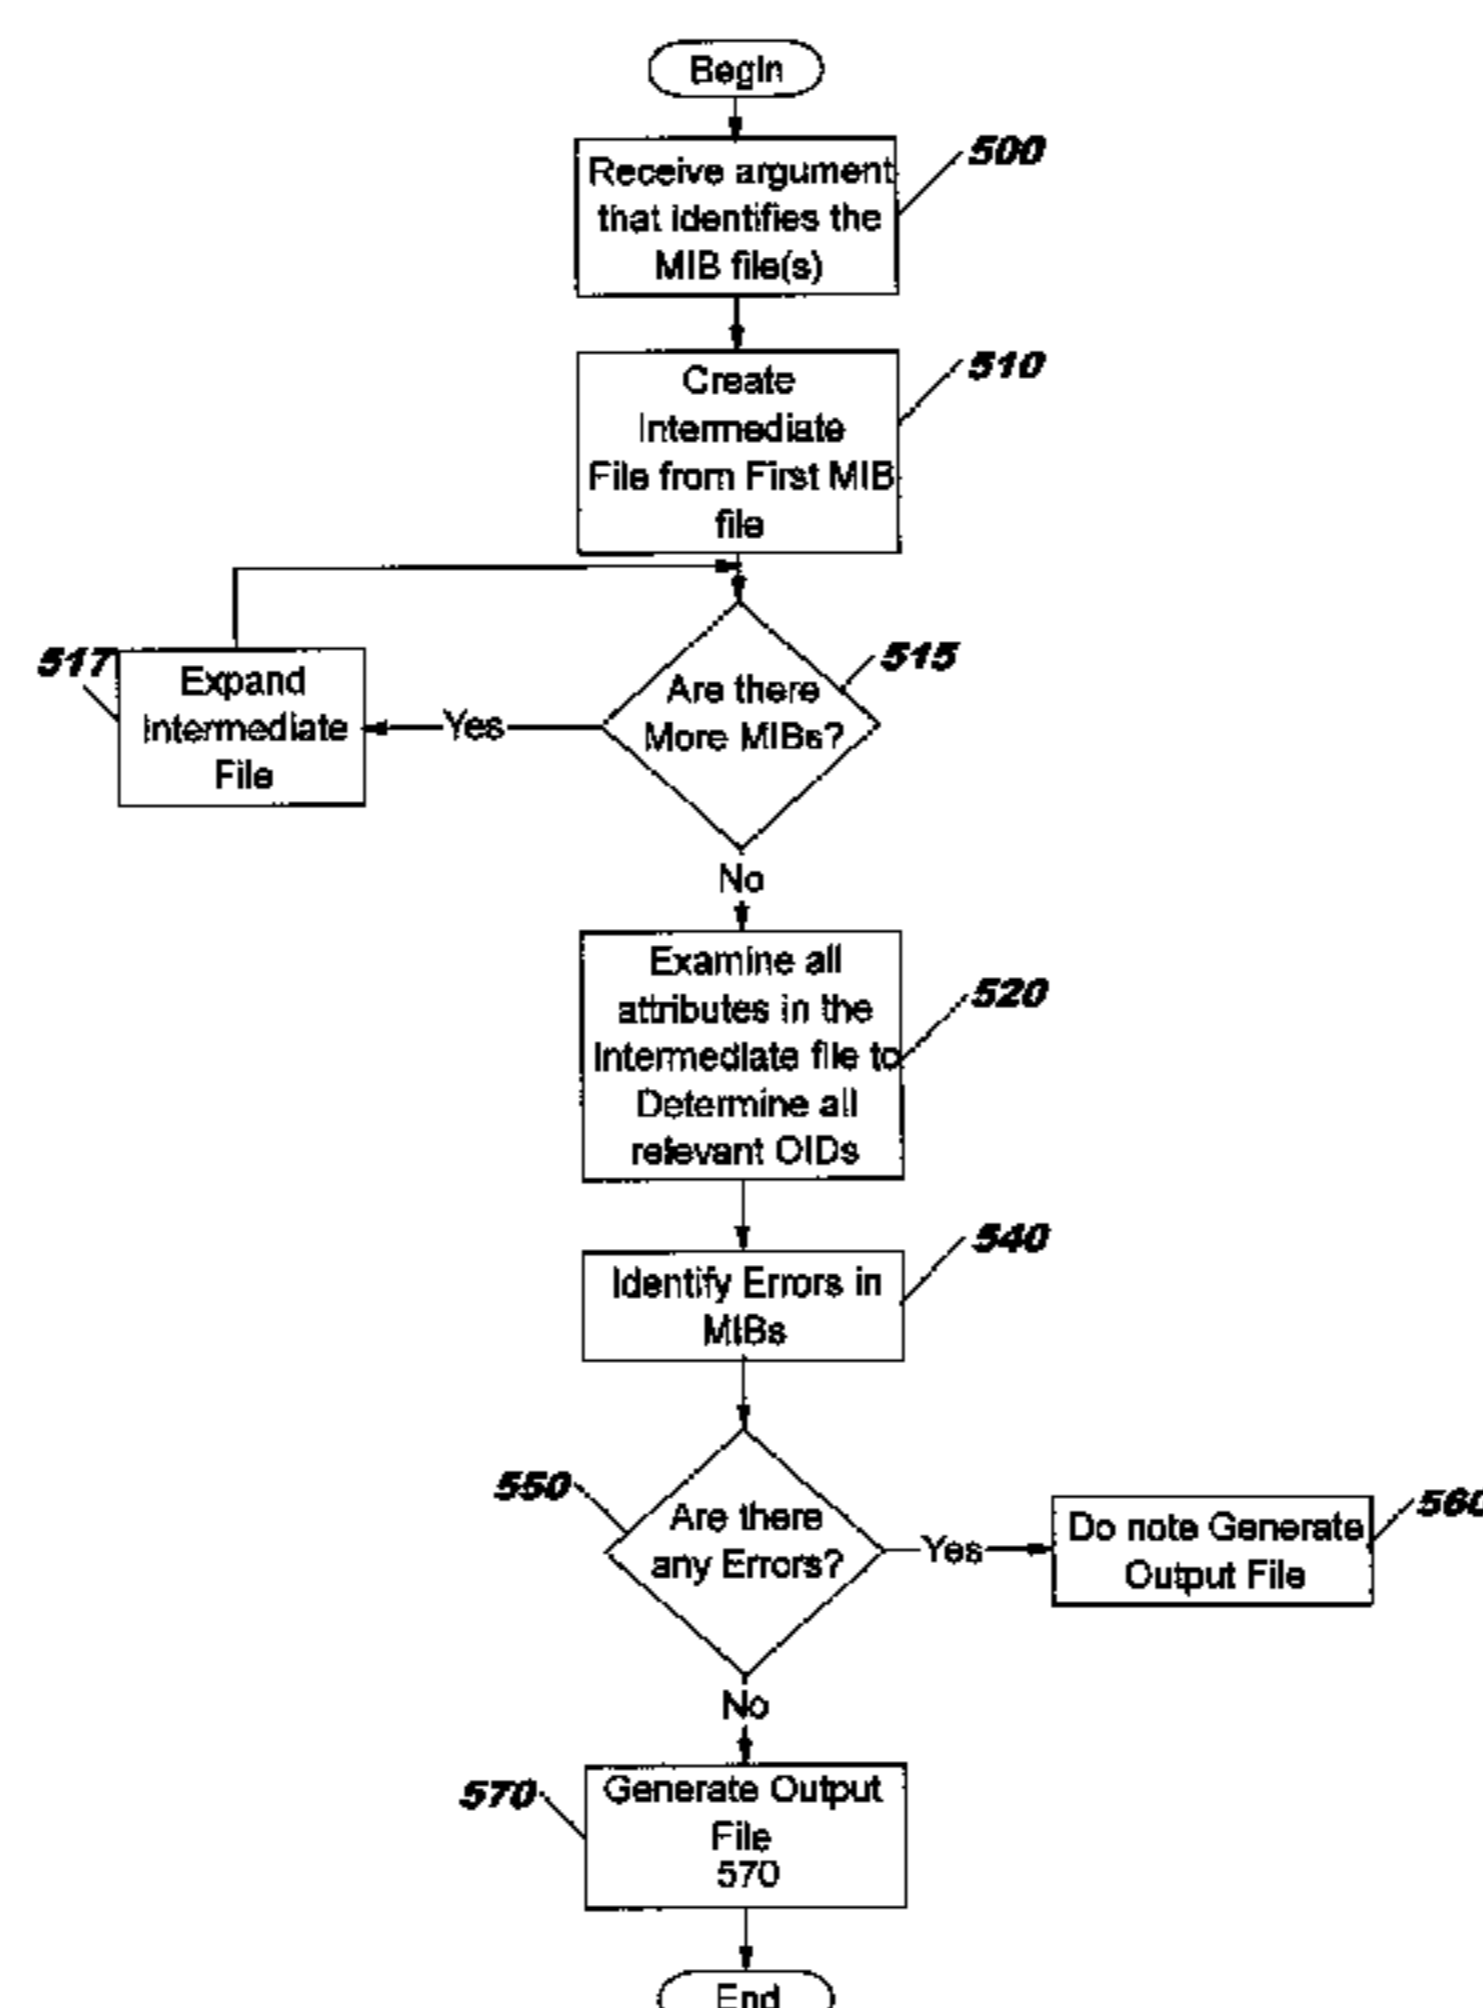 Begin
500
Receive argument
that identifies the
MIB file(s)
510
Create
Intermediate
File from First MIB
file
517
Expand
Intermediate
File
Yes
515
Are there
More MIBs?
No
520
Examine all
attributes in the
Intermediate file to
Determine all
relevant OIDs
540
Identify Errors in
MIBs
550
Are there
any Errors?
Yes
560
Do note Generate
Output File
No
570
Generate Output
File
570
End